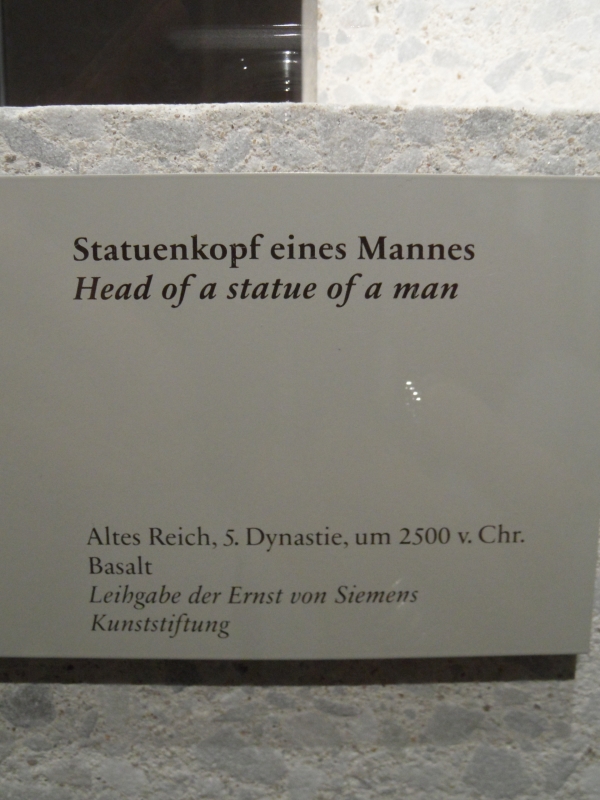 Statuenkopf eines Mannes
Head of a statue of a man
Altes Reich, 5. Dynastie, um 2500 v. Chr.
Basalt
Leihgabe der Ernst von Siemens
Kunststiftung